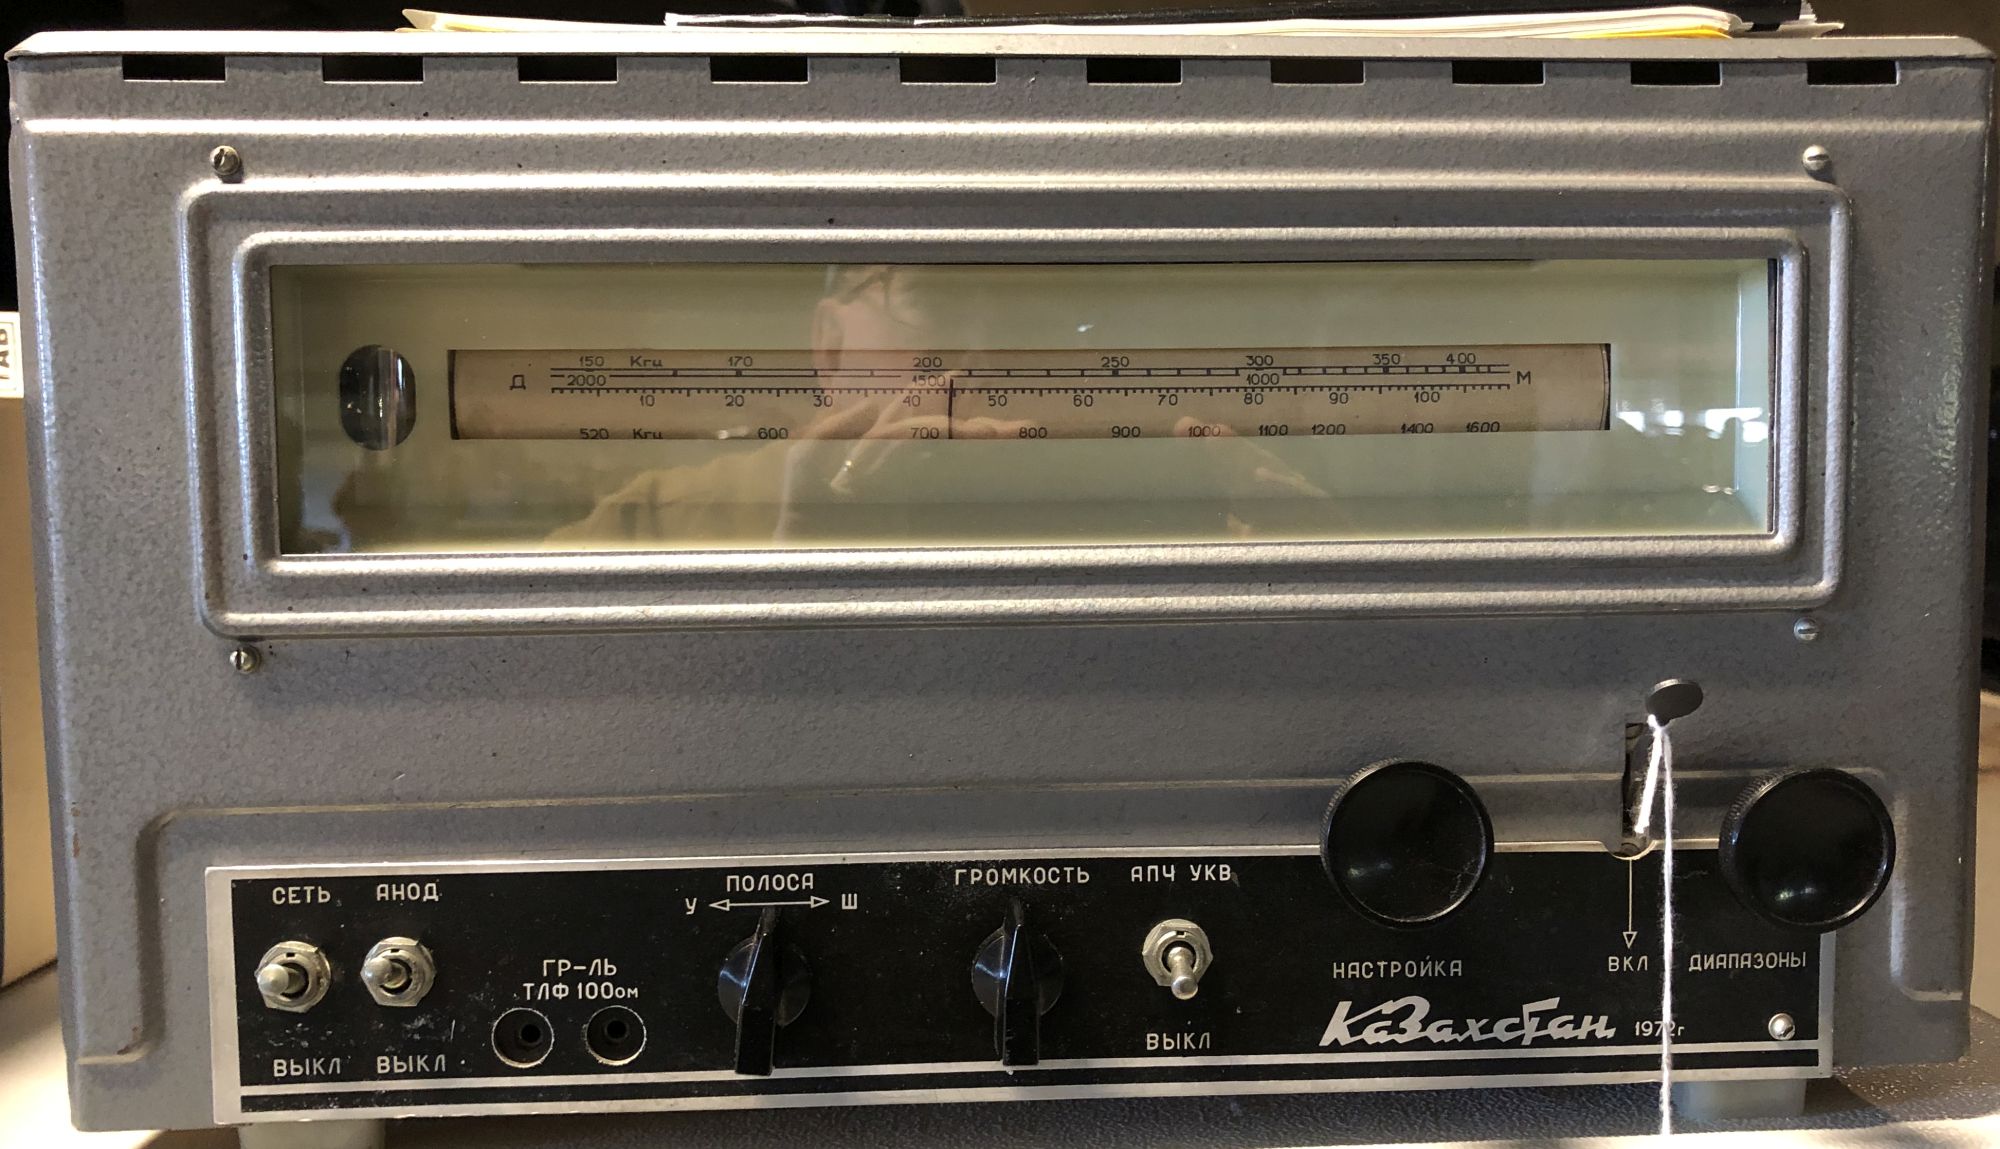 150 Кгц 170 200 250 300 350 400
Д 2000 1500 1000 М
10 20 30 40 50 60 70 80 90 100
520 Кгц 600 700 800 900 1000 1100 1200 1400 1600
СЕТЬ АНОД ПОЛОСА ГРОМКОСТЬ АПЧ УКВ
У Ш
ГР-ЛЬ
ТЛФ 100ом
НАСТРОЙКА ВКЛ ДИАПАЗОНЫ
ВЫКЛ ВЫКЛ ВЫКЛ
Казахстан 1972г